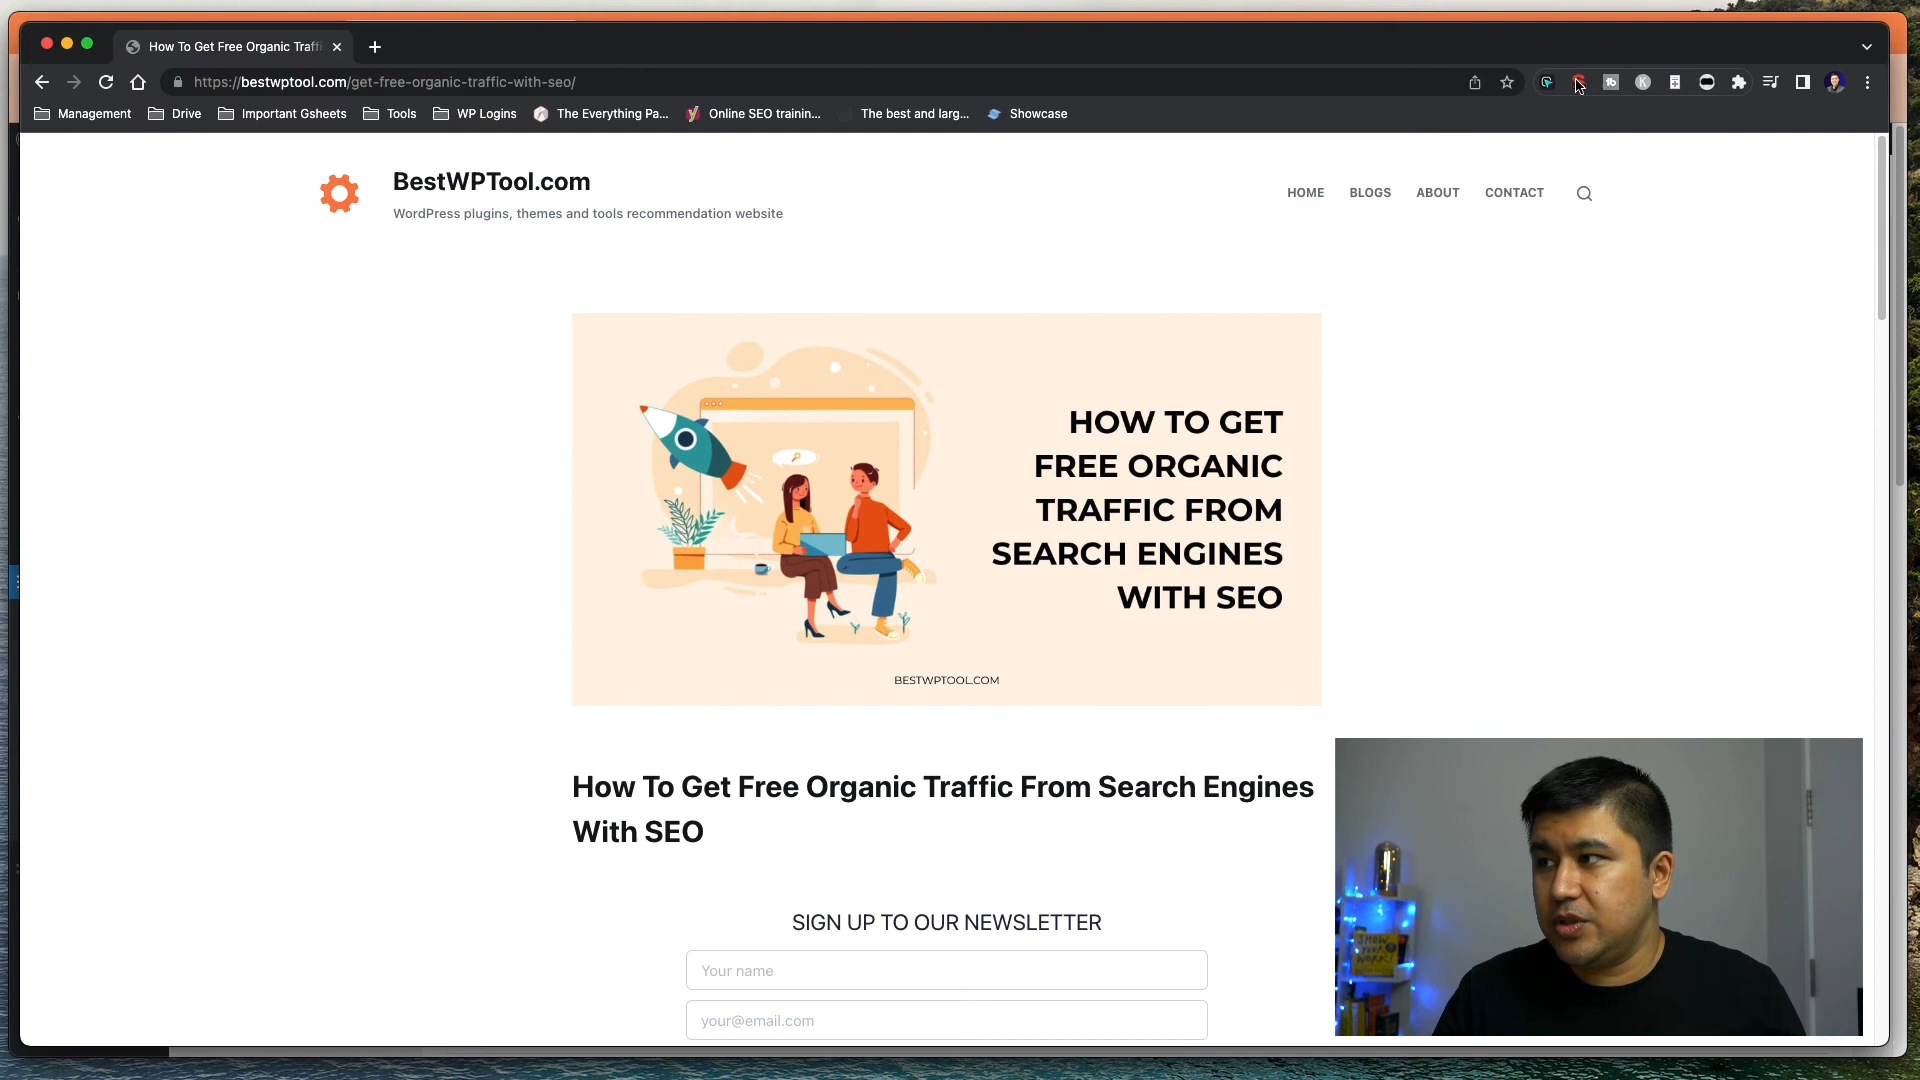 How To Get Free Organic Traffi
https://bestwptool.com/get-free-organic-traffic-with-seo/
Management Drive Important Gsheets Tools WP Logins The Everything Pa... Online SEO trainin... The best and larg... Showcase
BestWPTool.com
WordPress plugins, themes and tools recommendation website
HOME BLOGS ABOUT CONTACT
HOW TO GET
FREE ORGANIC
TRAFFIC FROM
SEARCH ENGINES
WITH SEO
BESTWPTOOL.COM
How To Get Free Organic Traffic From Search Engines
With SEO
SIGN UP TO OUR NEWSLETTER
Your name
your@email.com
SHOW
YOUR
WORK!